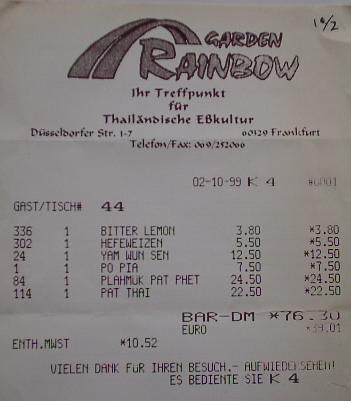 1a/2
GARDEN
RAINBOW
Ihr Treffpunkt
für
Thailändische Eßkultur
Düsseldorfer Str. 1-7 60329 Frankfurt
Telefon/Fax: 069/252066
02-10-99 K 4 #0001
GAST/TISCH# 44
336 1 BITTER LEMON 3.80 *3.80
302 1 HEFEWEIZEN 5.50 *5.50
24 1 YAM WUN SEN 12.50 *12.50
1 1 PO PIA 7.50 *7.50
84 1 PLAHMUK PAT PHET 24.50 *24.50
114 1 PAT THAI 22.50 *22.50
BAR-DM *76.30
EURO *39.01
ENTH.MWST *10.52
VIELEN DANK FüR IHREN BESUCH.- AUFWIEDERSEHEN!
ES BEDIENTE SIE K 4